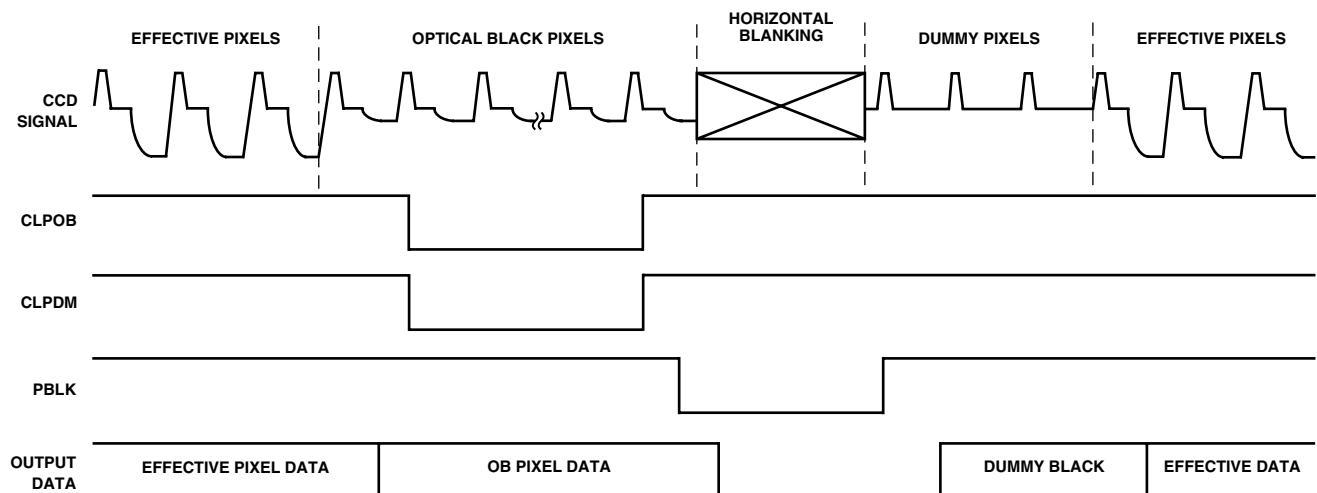 EFFECTIVE PIXELS
OPTICAL BLACK PIXELS
HORIZONTAL
BLANKING
DUMMY PIXELS
EFFECTIVE PIXELS
CCD
SIGNAL
CLPOB
CLPDM
PBLK
OUTPUT
DATA
EFFECTIVE PIXEL DATA
OB PIXEL DATA
DUMMY BLACK
EFFECTIVE DATA